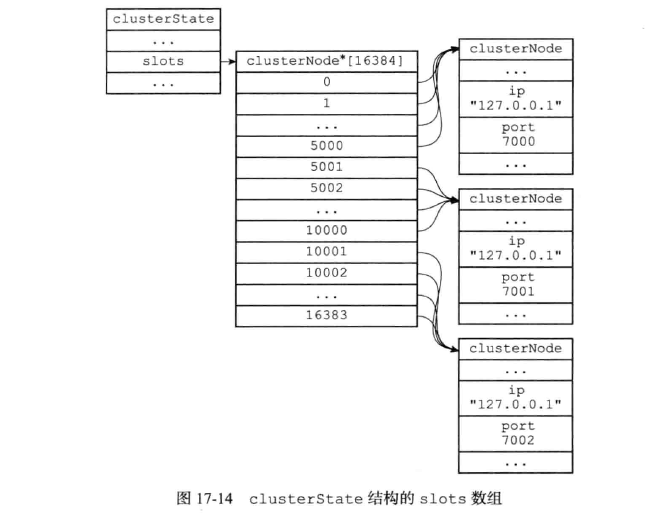 clusterState
...
slots
...
clusterNode*[16384]
0
1
...
5000
5001
5002
...
10000
10001
10002
...
16383
clusterNode
...
ip
"127.0.0.1"
port
7000
...
clusterNode
...
ip
"127.0.0.1"
port
7001
...
clusterNode
...
ip
"127.0.0.1"
port
7002
...
图 17-14 clusterState 结构的 slots 数组